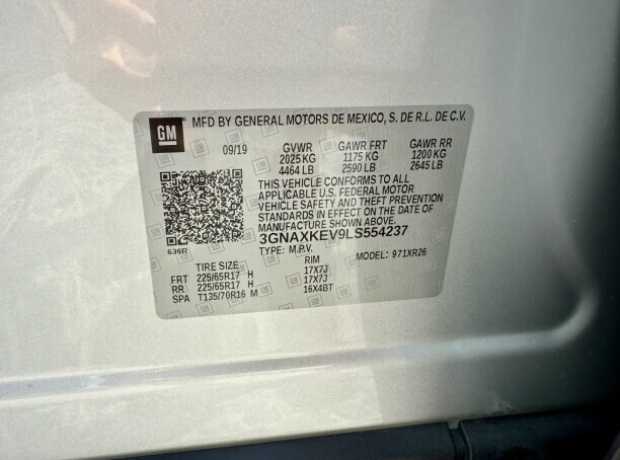 GM
MFD BY GENERAL MOTORS DE MEXICO, S. DE R.L. DE C.V.
09/19 GVWR GAWR FRT GAWR RR
2025 KG 1175 KG 1200 KG
4464 LB 2590 LB 2645 LB
THIS VEHICLE CONFORMS TO ALL
APPLICABLE U.S. FEDERAL MOTOR
VEHICLE SAFETY AND THEFT PREVENTION
STANDARDS IN EFFECT ON THE DATE OF
MANUFACTURE SHOWN ABOVE.
3GNAXKEV9LS554237
636R
TYPE: M.P.V. MODEL: 971XR26
TIRE SIZE RIM
FRT 225/65R17 H 17X7J
RR 225/65R17 H 17X7J
SPA T135/70R16 M 16X4BT